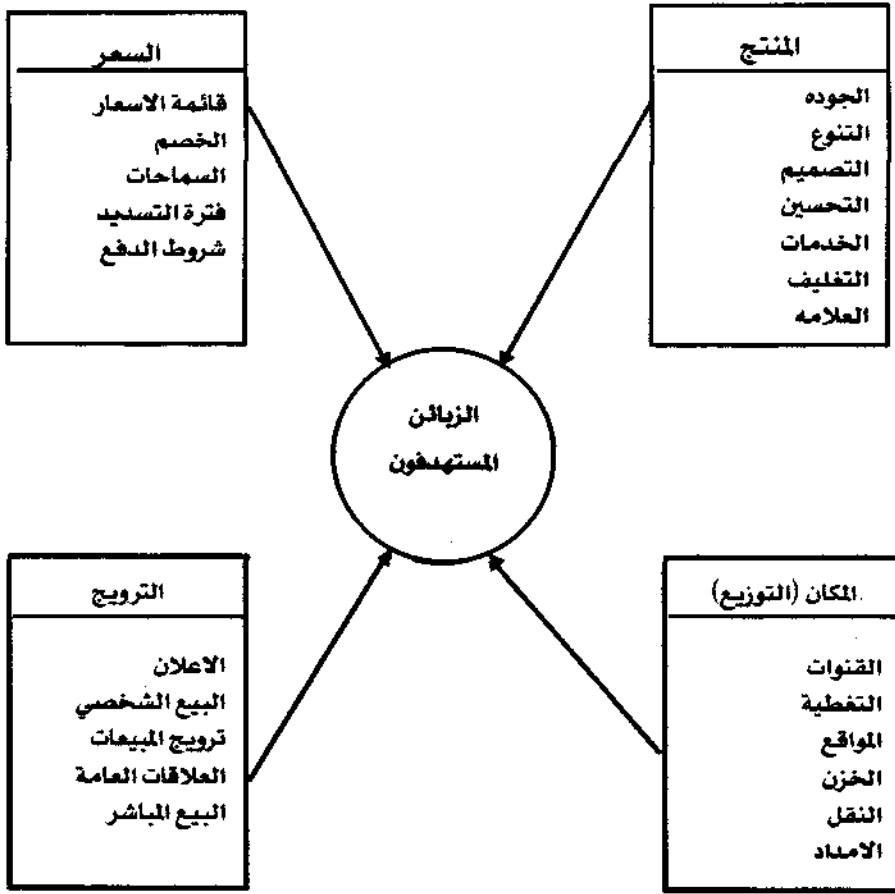 المنتج
الجوده
التنوع
التصميم
التحسين
الخدمات
التغليف
العلامه
السعر
قائمة الاسعار
الخصم
السماحات
فترة التسديد
شروط الدفع
الزبائن
المستهدفون
المكان (التوزيع)
القنوات
التغطية
المواقع
الخزن
النقل
الامداد
الترويج
الاعلان
البيع الشخصي
ترويج المبيعات
العلاقات العامة
البيع المباشر